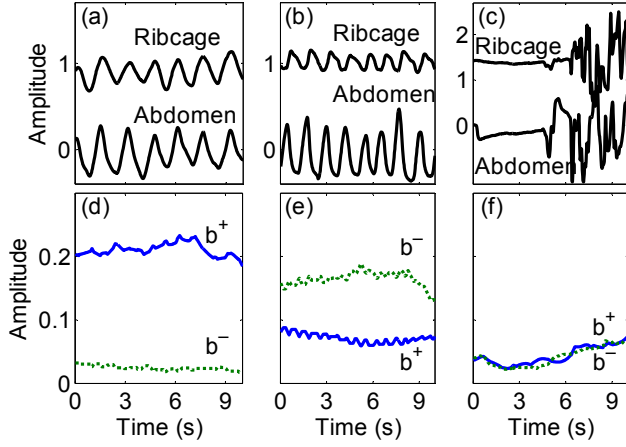 (a)
(b)
(c)
Ribcage
Ribcage
Ribcage
Abdomen
Abdomen
Abdomen
Amplitude
1
0
1
0
2
1
0
(d)
(e)
(f)
b+
b−
b−
b+
b+
b−
Amplitude
0.2
0.1
0
0 3 6 9
0 3 6 9
0 3 6 9
Time (s)
Time (s)
Time (s)